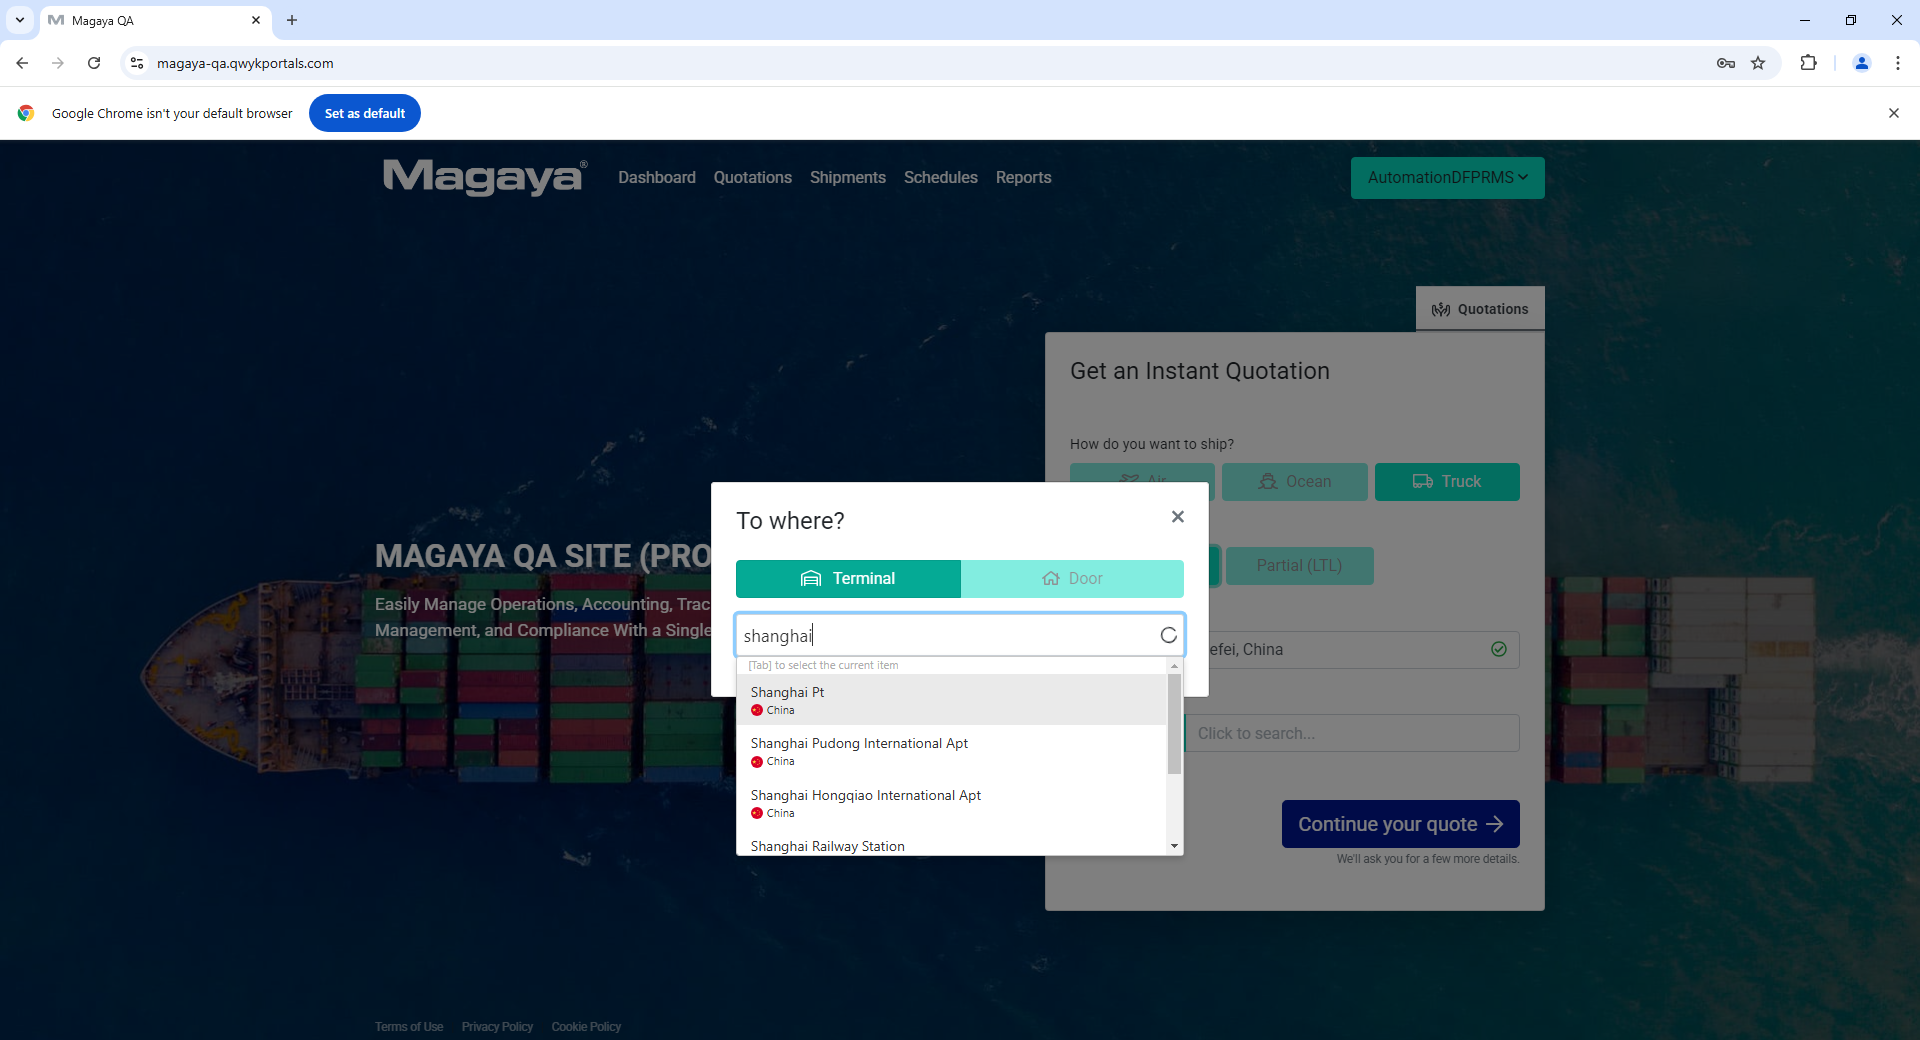 Magaya QA
magaya-qa.qwykportals.com
Google Chrome isn't your default browser
Set as default
Magaya®
Dashboard
Quotations
Shipments
Schedules
Reports
AutomationDFPRMS
Quotations
Get an Instant Quotation
How do you want to ship?
Air
Ocean
Truck
Partial (LTL)
efei, China
Click to search...
Continue your quote
We'll ask you for a few more details.
MAGAYA QA SITE (PRO
Easily Manage Operations, Accounting, Trac
Management, and Compliance With a Single
To where?
Terminal
Door
shanghai
[Tab] to select the current item
Shanghai Pt
China
Shanghai Pudong International Apt
China
Shanghai Hongqiao International Apt
China
Shanghai Railway Station
Terms of Use
Privacy Policy
Cookie Policy